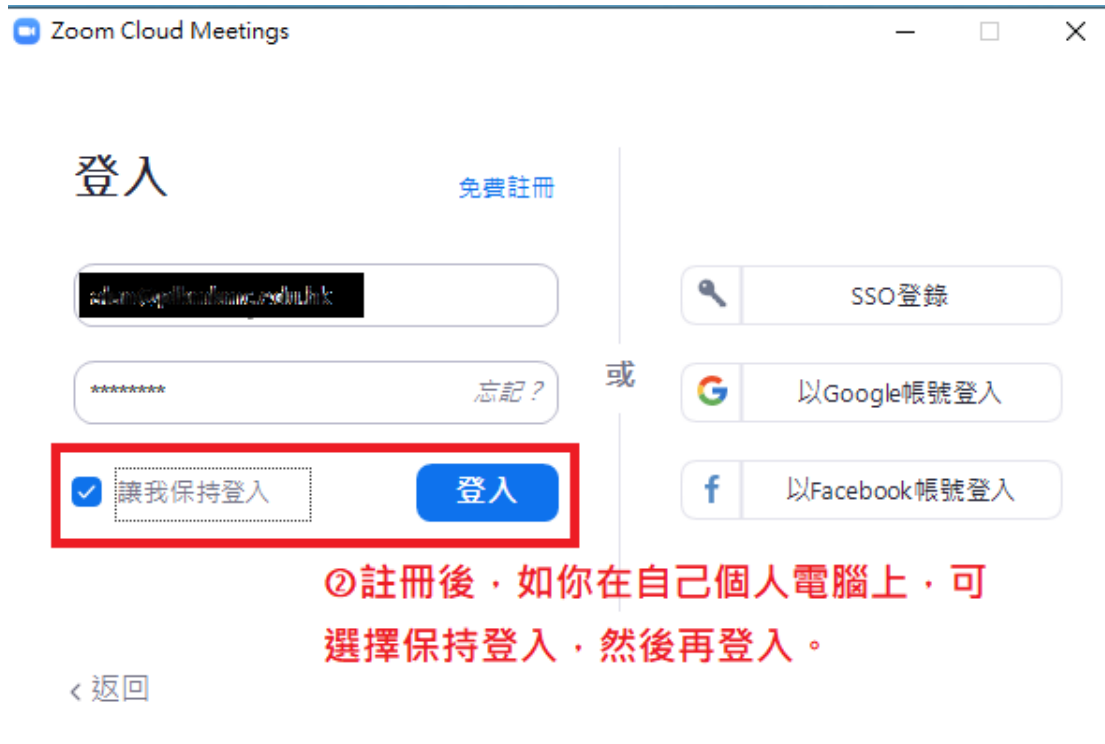 Zoom Cloud Meetings
登入
免費註冊
********
忘記？
讓我保持登入
登入
或
SSO登錄
以Google帳號登入
以Facebook帳號登入
②註冊後，如你在自己個人電腦上，可
選擇保持登入，然後再登入。
返回